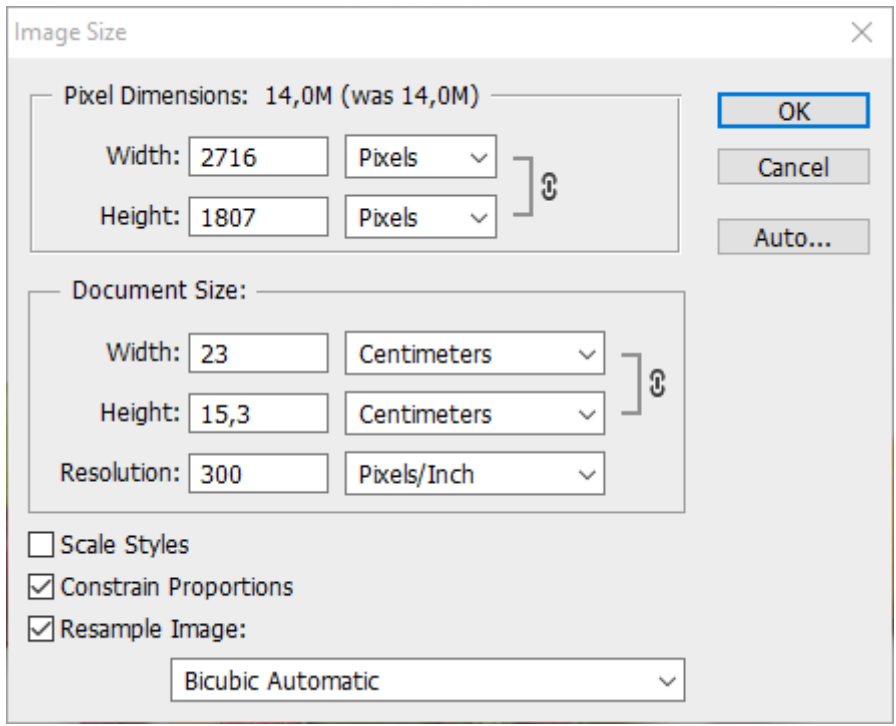 Image Size
Pixel Dimensions: 14,0M (was 14,0M)
Width: 2716 Pixels
Height: 1807 Pixels
OK
Cancel
Auto...
Document Size:
Width: 23 Centimeters
Height: 15,3 Centimeters
Resolution: 300 Pixels/Inch
Scale Styles
Constrain Proportions
Resample Image:
Bicubic Automatic